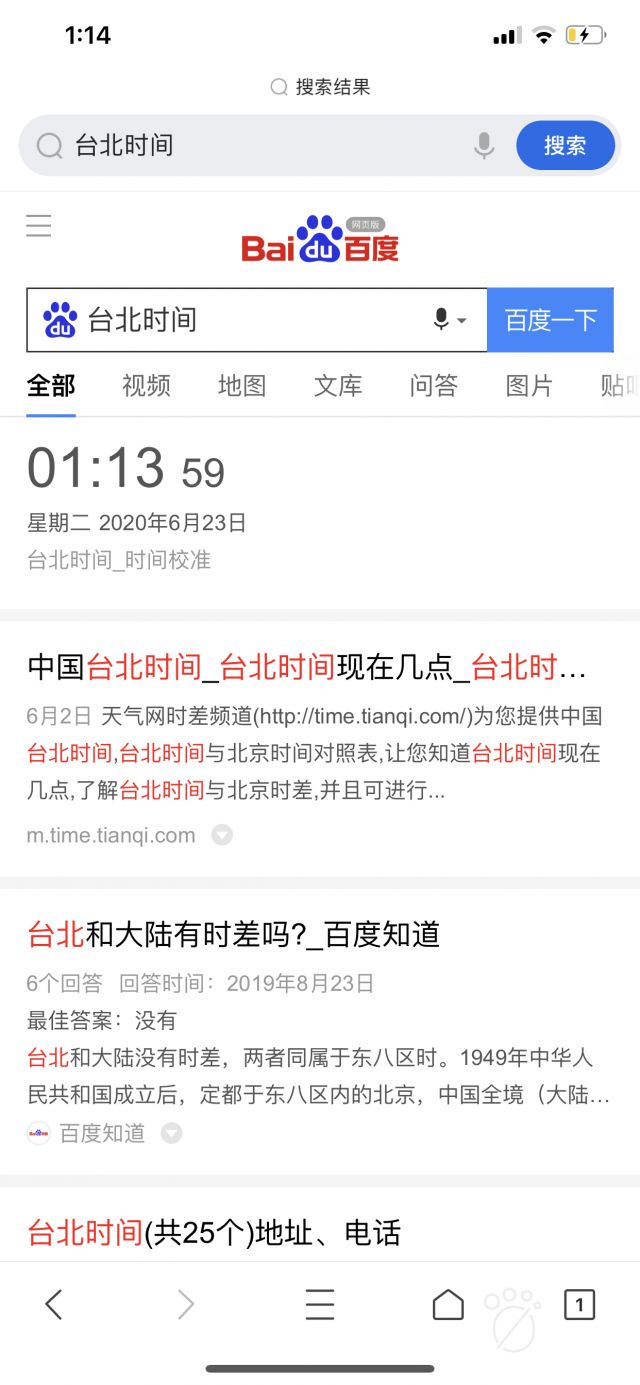 1:14
搜索结果
台北时间
搜索
网页版
Bai du 百度
du 台北时间 百度一下
全部 视频 地图 文库 问答 图片
01:13 59
星期二 2020年6月23日
台北时间_时间校准
中国台北时间_台北时间现在几点_台北时...
6月2日 天气网时差频道(http://time.tianqi.com/)为您提供中国
台北时间,台北时间与北京时间对照表,让您知道台北时间现在
几点,了解台北时间与北京时差,并且可进行...
m.time.tianqi.com
台北和大陆有时差吗?_百度知道
6个回答 回答时间：2019年8月23日
最佳答案：没有
台北和大陆没有时差，两者同属于东八区时。1949年中华人
民共和国成立后，定都于东八区内的北京，中国全境（大陆...
百度知道
台北时间(共25个)地址、电话
1